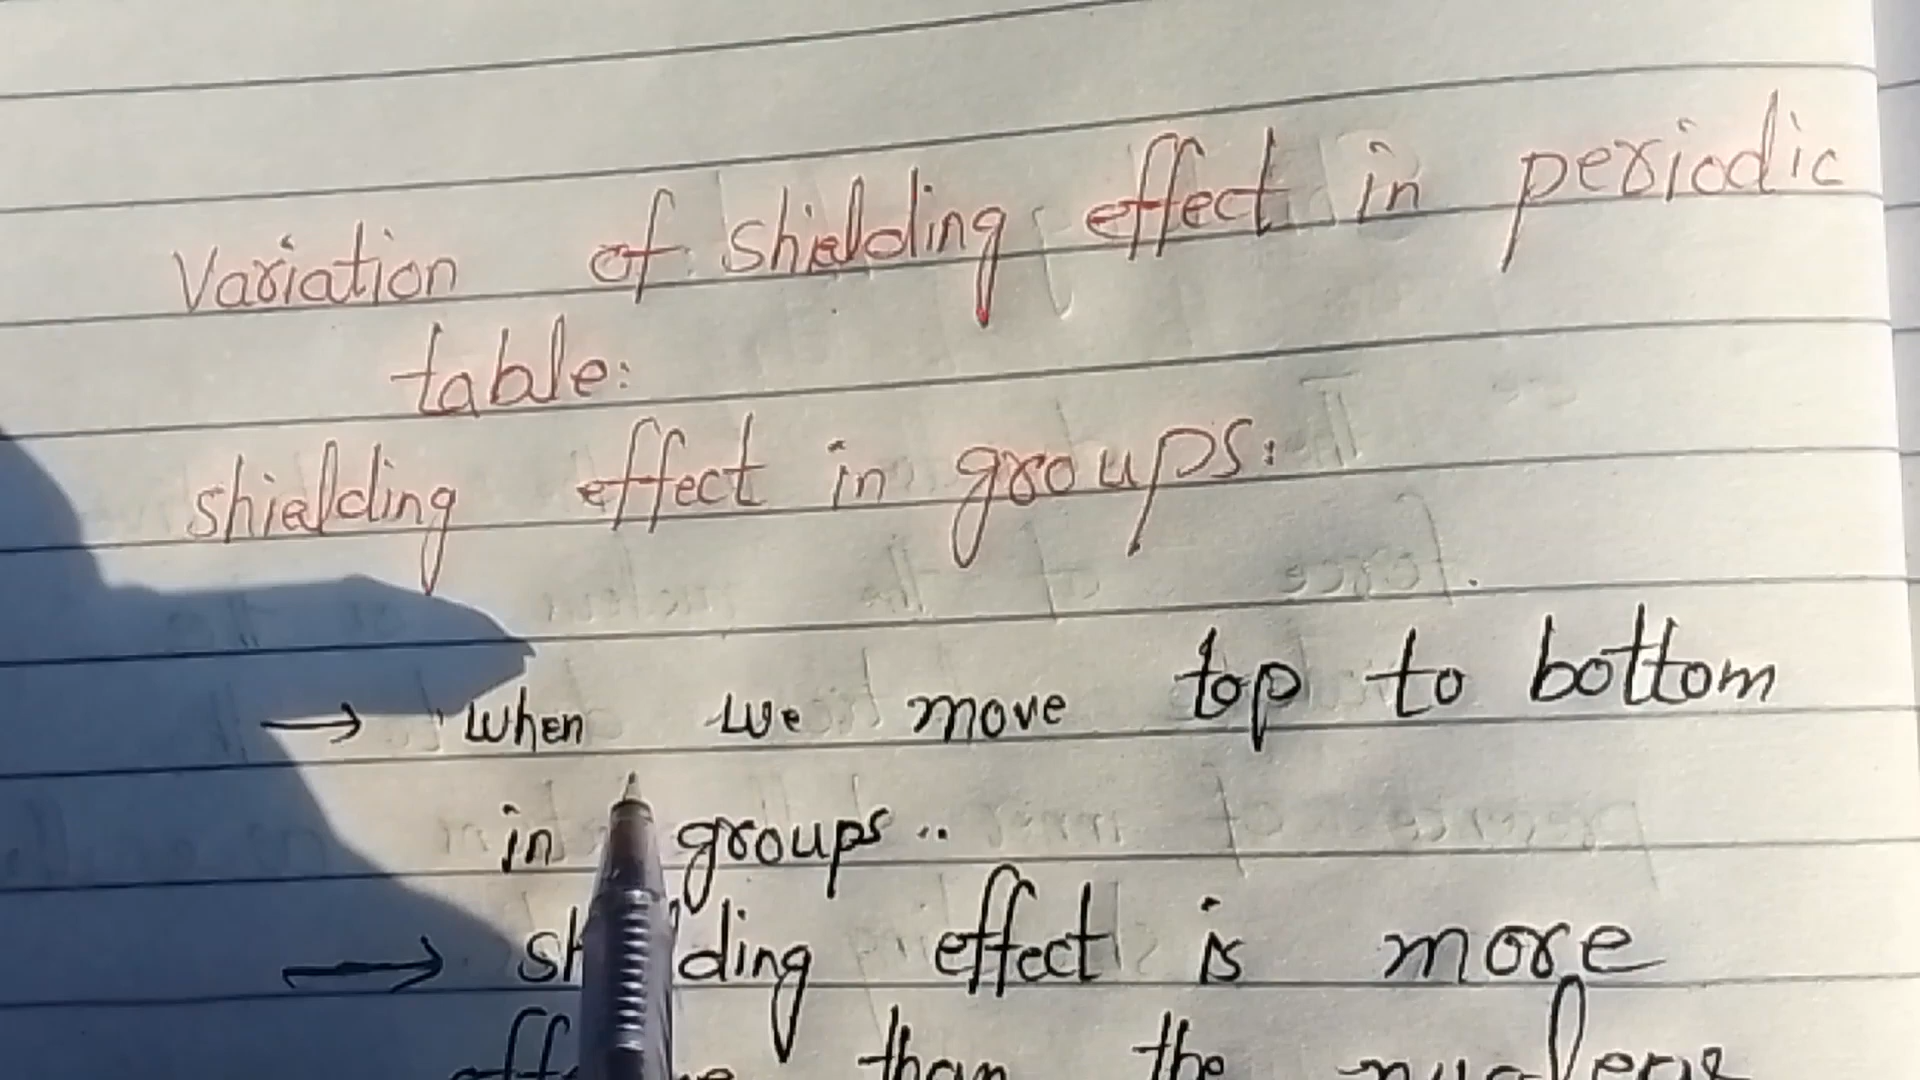 Variation of shielding effect in periodic
table:
shielding effect in groups:
→ when we move top to bottom
in groups..
→ shielding effect is more
than the